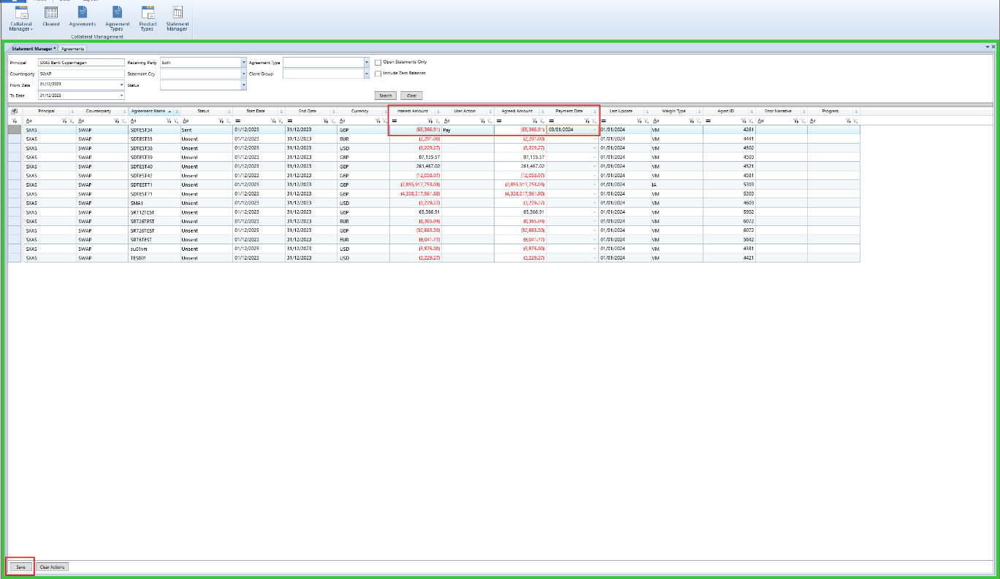 Collateral Manager
Cleared
Agreements
Agreement Types
Product Types
Statement Manager
Collateral Management
Statement Manager * Agreements
Principal SXAS Bank Copenhagen Receiving Party Both Agreement Type Open Statements Only
Counterparty SWAP Statement Ccy Client Group Include Zero Balances
From Date 01/12/2023 Status
To Date 31/12/2023 Search Clear
Principal Counterparty Agreement Name Status Start Date End Date Currency Interest Amount User Action Agreed Amount Payment Date Last Update Margin Type Agmt ID Error Narrative Progress
Aa Aa Aa Aa = = Aa = Aa = = = Aa = Aa Aa
SXAS SWAP SDTEST34 Sent 01/12/2023 31/12/2023 GBP (65,366.91) Pay (65,366.91) 03/01/2024 01/01/2024 VM 4261
SXAS SWAP SDTEST35 Unsent 01/12/2023 31/12/2023 EUR (2,201.00) (2,201.00) 01/01/2024 VM 4441
SXAS SWAP SDTEST38 Unsent 01/12/2023 31/12/2023 USD (3,229.27) (3,229.27) 01/01/2024 VM 4502
SXAS SWAP SDTEST39 Unsent 01/12/2023 31/12/2023 GBP 87,155.57 87,155.57 01/01/2024 VM 4503
SXAS SWAP SDTEST40 Unsent 01/12/2023 31/12/2023 GBP 261,467.02 261,467.02 01/01/2024 VM 4521
SXAS SWAP SDTEST42 Unsent 01/12/2023 31/12/2023 GBP (12,058.07) (12,058.07) 01/01/2024 VM 4581
SXAS SWAP SDTEST71 Unsent 01/12/2023 31/12/2023 GBP (2,855,917,753.03) (2,855,917,753.03) 01/01/2024 IA 5303
SXAS SWAP SDTEST71 Unsent 01/12/2023 31/12/2023 GBP (4,338,317,561.80) (4,338,317,561.80) 01/01/2024 VM 5303
SXAS SWAP SMA1 Unsent 01/12/2023 31/12/2023 USD (3,229.27) (3,229.27) 01/01/2024 VM 4603
SXAS SWAP SRT12TEST Unsent 01/12/2023 31/12/2023 GBP 65,366.91 65,366.91 01/01/2024 VM 5902
SXAS SWAP SRT26TEST Unsent 01/12/2023 31/12/2023 EUR (8,365.04) (8,365.04) 01/01/2024 VM 6072
SXAS SWAP SRT26TEST Unsent 01/12/2023 31/12/2023 GBP (32,683.30) (32,683.30) 01/01/2024 VM 6072
SXAS SWAP SRT6TEST Unsent 01/12/2023 31/12/2023 EUR (9,041.77) (9,041.77) 01/01/2024 VM 5842
SXAS SWAP su01vm Unsent 01/12/2023 31/12/2023 USD (3,875.00) (3,875.00) 01/01/2024 VM 4381
SXAS SWAP TES001 Unsent 01/12/2023 31/12/2023 USD (3,229.27) (3,229.27) 01/01/2024 VM 4421
Save Clear Actions